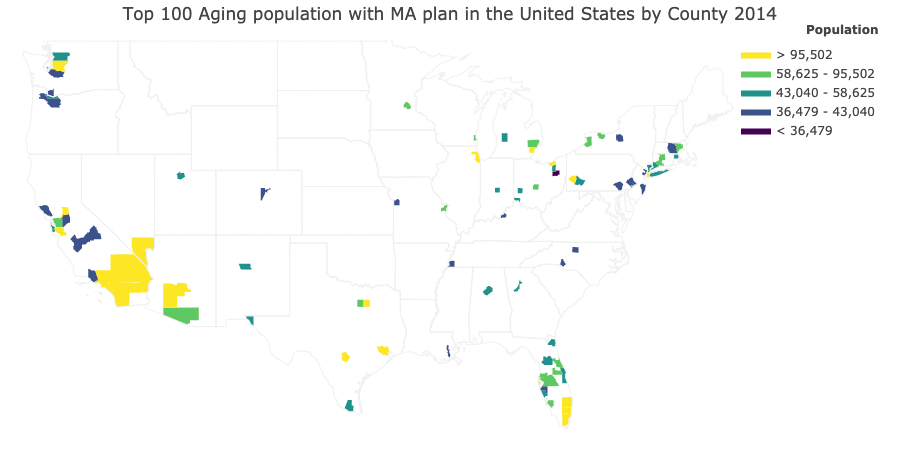 Top 100 Aging population with MA plan in the United States by County 2014
Population
> 95,502
58,625 - 95,502
43,040 - 58,625
36,479 - 43,040
< 36,479